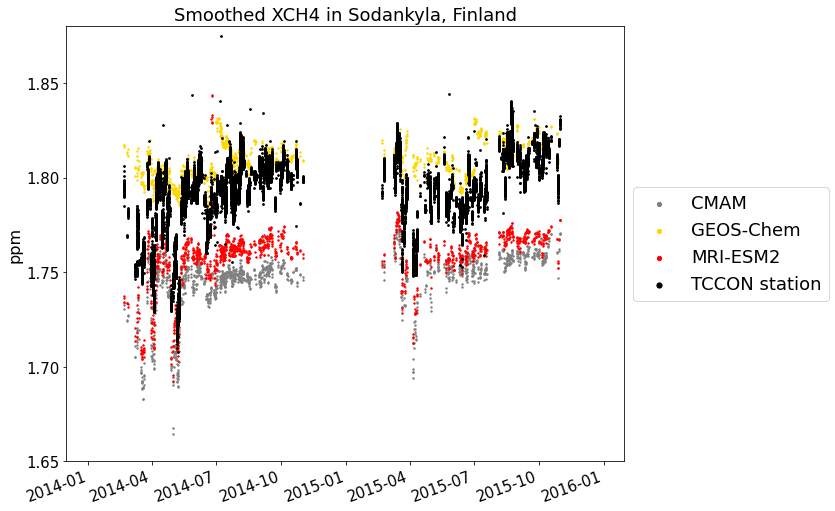 Smoothed XCH4 in Sodankyla, Finland
ppm
1.85
1.80
1.75
1.70
1.65
2014-01
2014-04
2014-07
2014-10
2015-01
2015-04
2015-07
2015-10
2016-01
CMAM
GEOS-Chem
MRI-ESM2
TCCON station